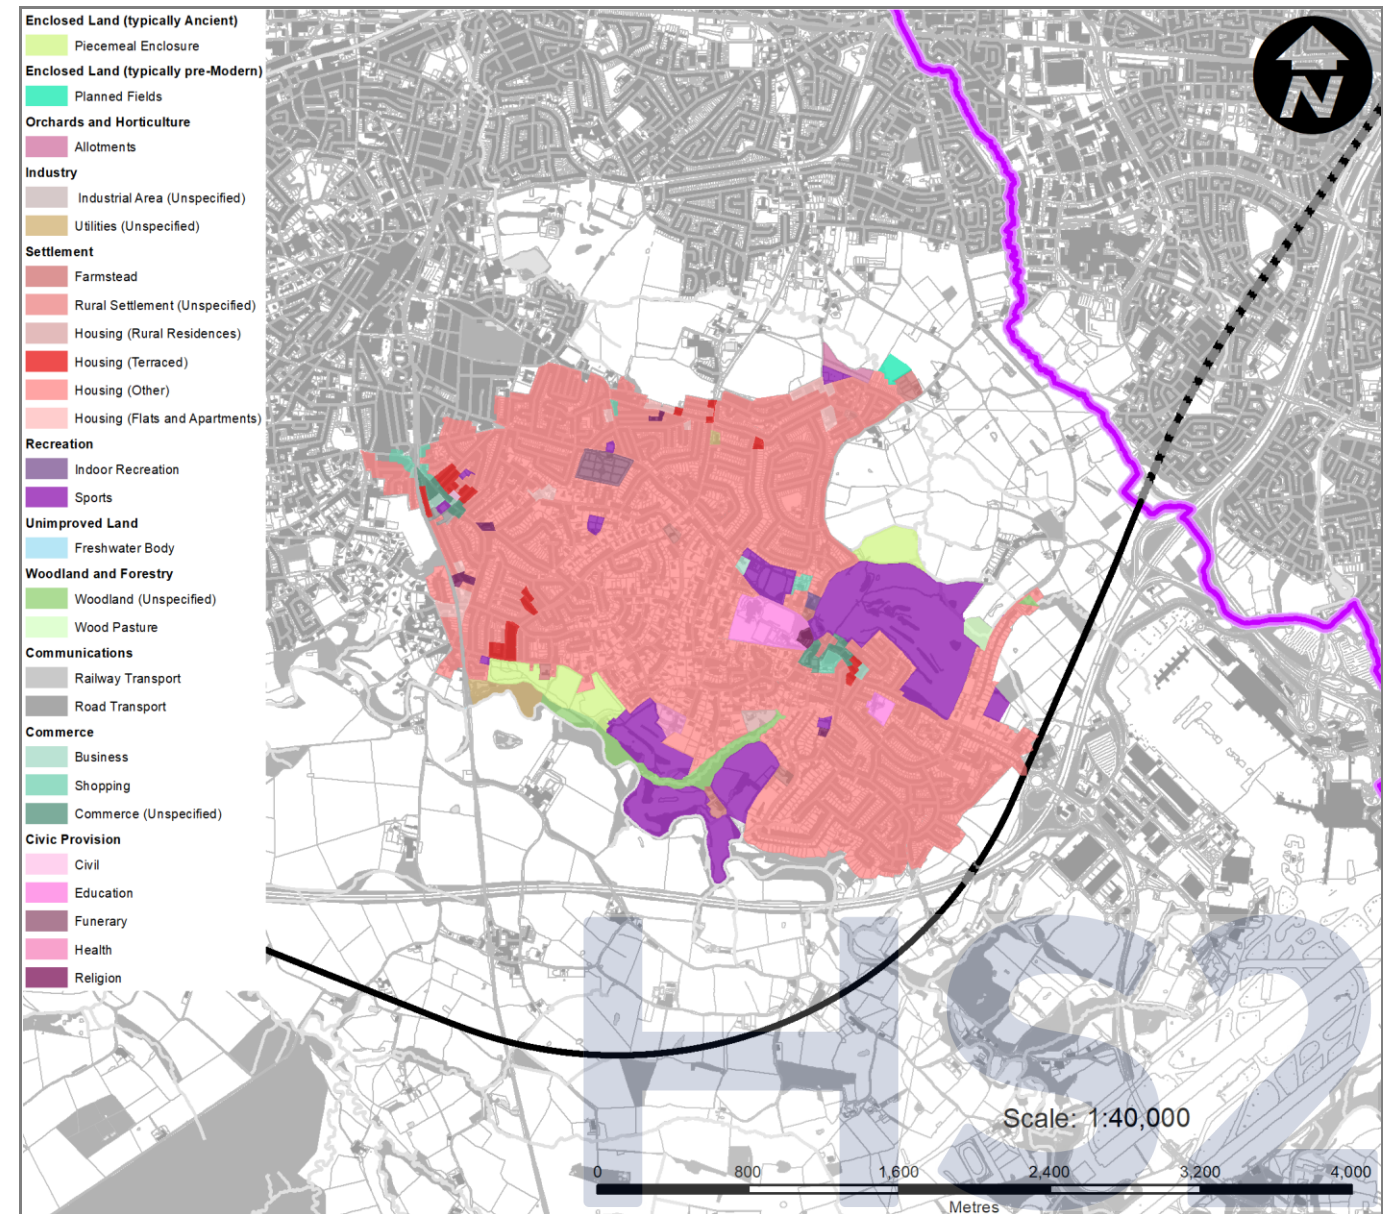 Enclosed Land (typically Ancient)
Piecemeal Enclosure
Enclosed Land (typically pre-Modern)
Planned Fields
Orchards and Horticulture
Allotments
Industry
Industrial Area (Unspecified)
Utilities (Unspecified)
Settlement
Farmstead
Rural Settlement (Unspecified)
Housing (Rural Residences)
Housing (Terraced)
Housing (Other)
Housing (Flats and Apartments)
Recreation
Indoor Recreation
Sports
Unimproved Land
Freshwater Body
Woodland and Forestry
Woodland (Unspecified)
Wood Pasture
Communications
Railway Transport
Road Transport
Commerce
Business
Shopping
Commerce (Unspecified)
Civic Provision
Civil
Education
Funerary
Health
Religion
N
HS2
Scale: 1:40,000
0 800 1,600 2,400 3,200 4,000
Metres